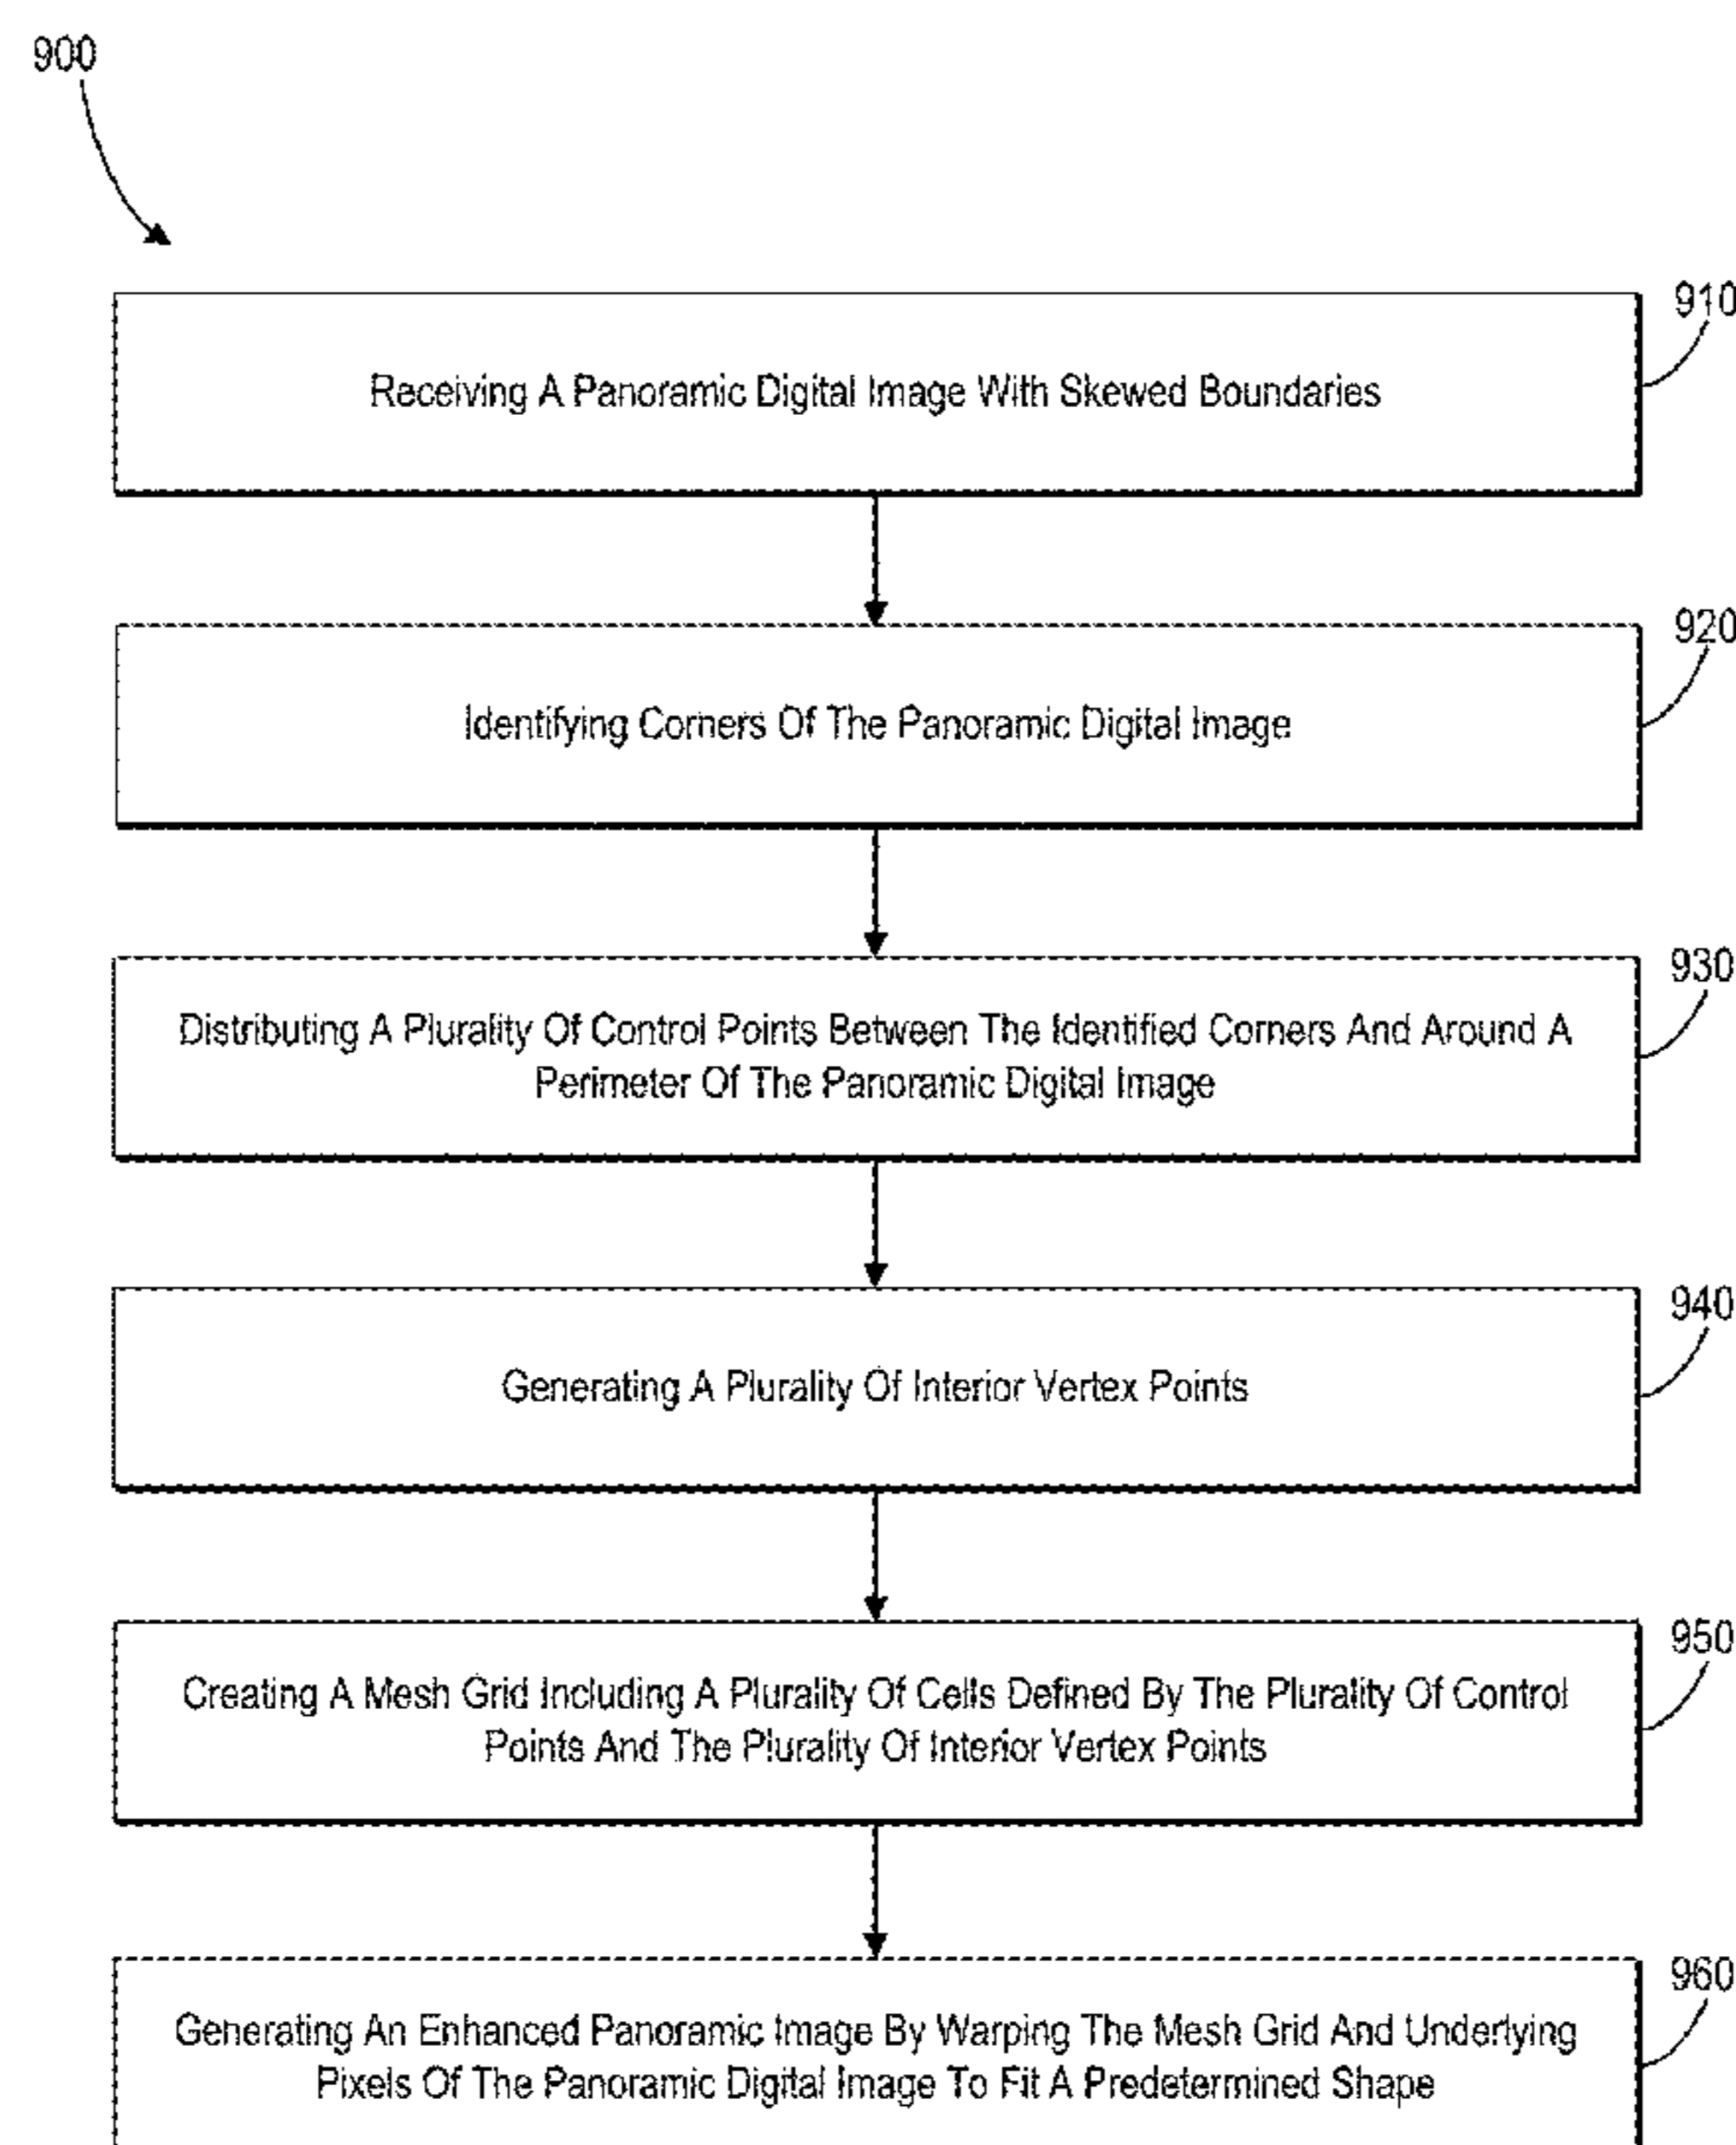 900
910
Receiving A Panoramic Digital Image With Skewed Boundaries
920
Identifying Corners Of The Panoramic Digital Image
930
Distributing A Plurality Of Control Points Between The Identified Corners And Around A
Perimeter Of The Panoramic Digital Image
940
Generating A Plurality Of Interior Vertex Points
950
Creating A Mesh Grid Including A Plurality Of Cells Defined By The Plurality Of Control
Points And The Plurality Of Interior Vertex Points
960
Generating An Enhanced Panoramic Image By Warping The Mesh Grid And Underlying
Pixels Of The Panoramic Digital Image To Fit A Predetermined Shape